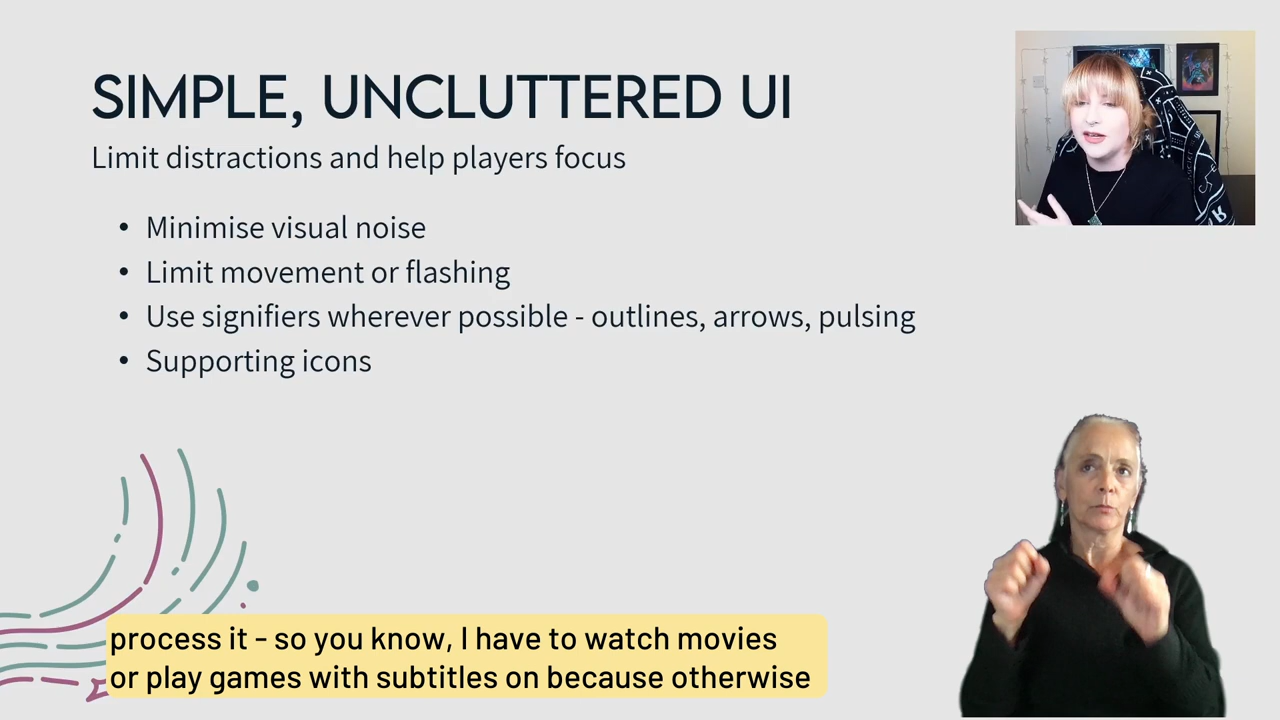 SIMPLE, UNCLUTTERED UI
Limit distractions and help players focus
• Minimise visual noise
• Limit movement or flashing
• Use signifiers wherever possible - outlines, arrows, pulsing
• Supporting icons
process it - so you know, I have to watch movies
or play games with subtitles on because otherwise